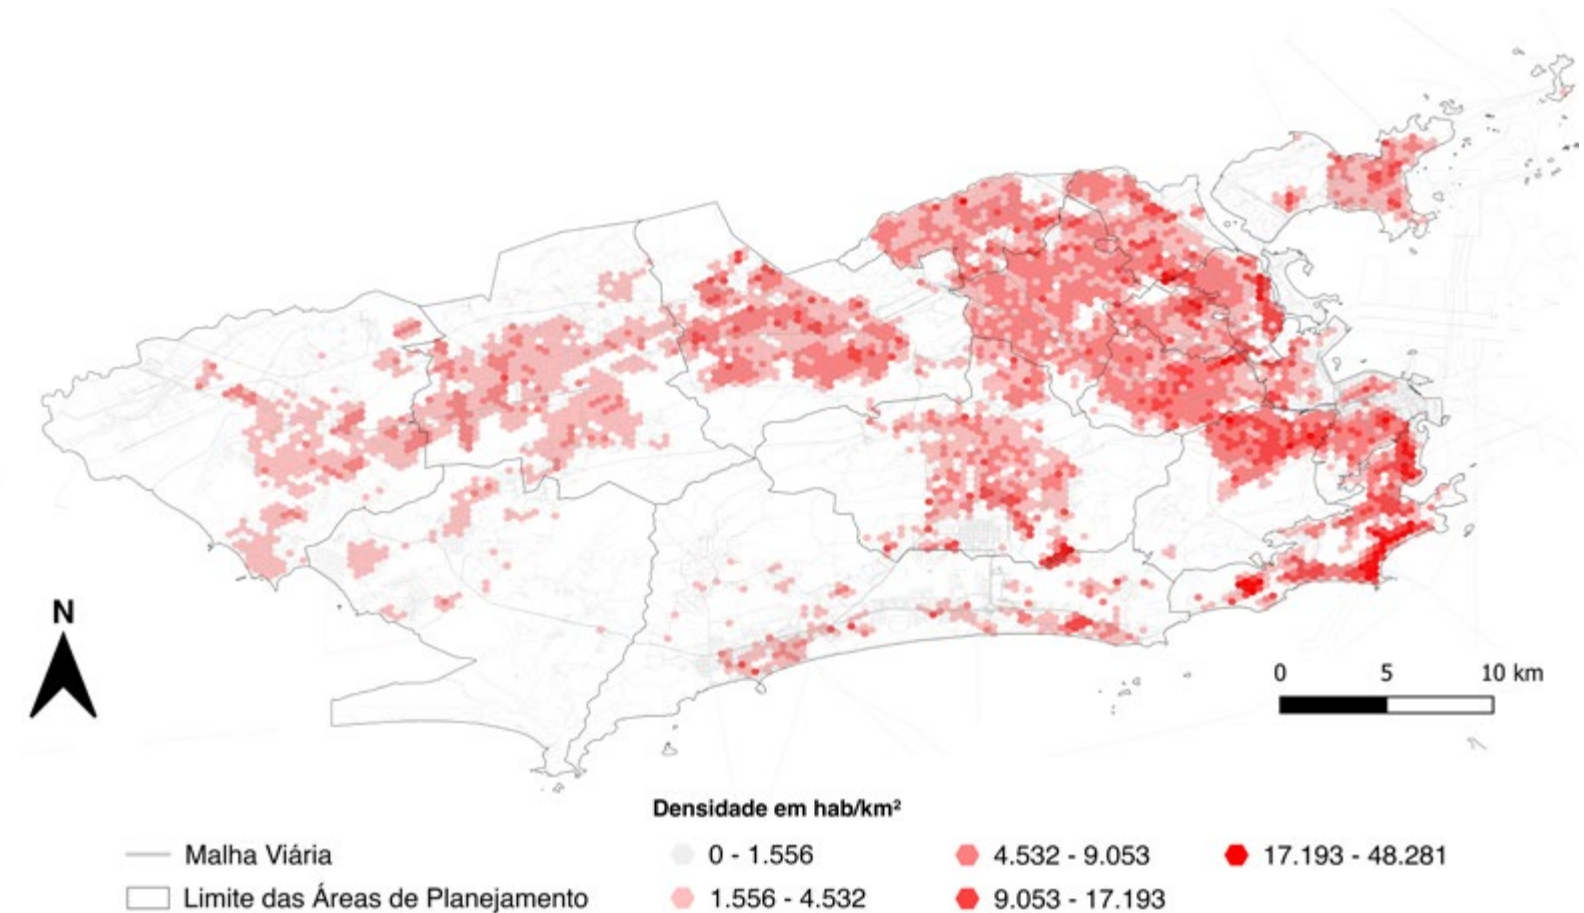 N
0 5 10 km
Densidade em hab/km²
Malha Viária
0 - 1.556
4.532 - 9.053
17.193 - 48.281
Limite das Áreas de Planejamento
1.556 - 4.532
9.053 - 17.193